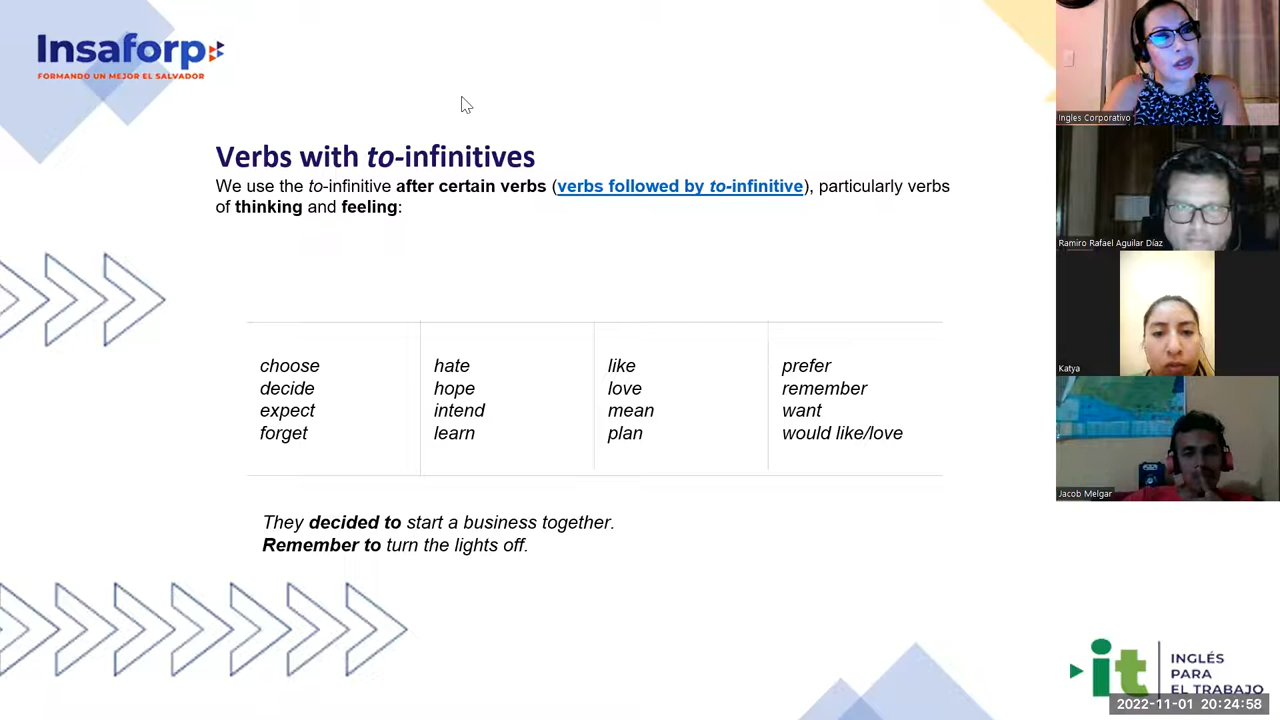 Insaforp
FORMANDO UN MEJOR EL SALVADOR
Verbs with to-infinitives
We use the to-infinitive after certain verbs (verbs followed by to-infinitive), particularly verbs
of thinking and feeling:
choose
decide
expect
forget
hate
hope
intend
learn
like
love
mean
plan
prefer
remember
want
would like/love
They decided to start a business together.
Remember to turn the lights off.
Ingles Corporativo
Ramiro Rafael Aguilar Díaz
Katya
Jacob Melgar
it
INGLÉS
PARA
EL TRABAJO
2022-11-01 20:24:58